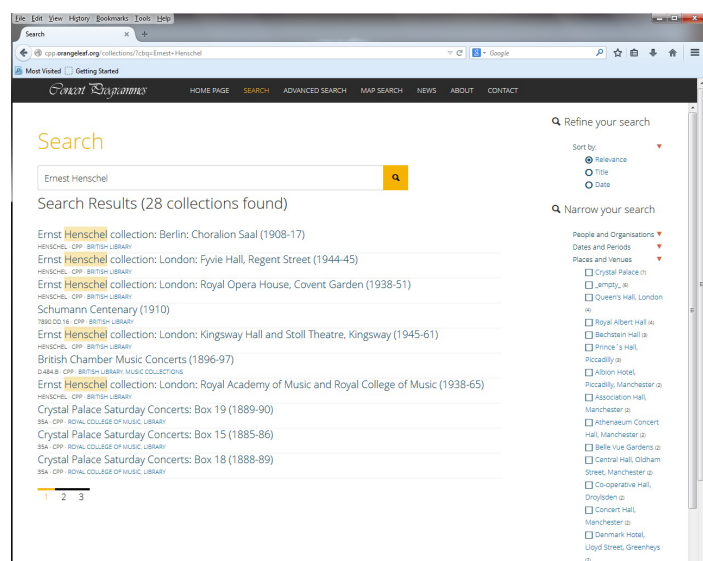 File Edit View History Bookmarks Tools Help
Search × +
cpp.orangeleaf.org/collections/?cbq=Ernest+Henschel
Google
Most Visited Getting Started
Concert Programmes HOME PAGE SEARCH ADVANCED SEARCH MAP SEARCH NEWS ABOUT CONTACT
Search
Ernest Henschel
Search Results (28 collections found)
Ernst Henschel collection: Berlin: Choralion Saal (1908-17)
HENSCHEL · CPP · BRITISH LIBRARY
Ernst Henschel collection: London: Fyvie Hall, Regent Street (1944-45)
HENSCHEL · CPP · BRITISH LIBRARY
Ernst Henschel collection: London: Royal Opera House, Covent Garden (1938-51)
HENSCHEL · CPP · BRITISH LIBRARY
Schumann Centenary (1910)
7890.DD.16 · CPP · BRITISH LIBRARY
Ernst Henschel collection: London: Kingsway Hall and Stoll Theatre, Kingsway (1945-61)
HENSCHEL · CPP · BRITISH LIBRARY
British Chamber Music Concerts (1896-97)
D.484.B · CPP · BRITISH LIBRARY, MUSIC COLLECTIONS
Ernst Henschel collection: London: Royal Academy of Music and Royal College of Music (1938-65)
HENSCHEL · CPP · BRITISH LIBRARY
Crystal Palace Saturday Concerts: Box 19 (1889-90)
35A · CPP · ROYAL COLLEGE OF MUSIC, LIBRARY
Crystal Palace Saturday Concerts: Box 15 (1885-86)
35A · CPP · ROYAL COLLEGE OF MUSIC, LIBRARY
Crystal Palace Saturday Concerts: Box 18 (1888-89)
35A · CPP · ROYAL COLLEGE OF MUSIC, LIBRARY
1 2 3
Refine your search
Sort by:
Relevance
Title
Date
Narrow your search
People and Organisations
Dates and Periods
Places and Venues
Crystal Palace (7)
_empty_ (6)
Queen's Hall, London
(4)
Royal Albert Hall (4)
Bechstein Hall (3)
Prince`s Hall,
Piccadilly (3)
Albion Hotel,
Piccadilly, Manchester (2)
Association Hall,
Manchester (2)
Athenaeum Concert
Hall, Manchester (2)
Belle Vue Gardens (2)
Central Hall, Oldham
Street, Manchester (2)
Co-operative Hall,
Droylsden (2)
Concert Hall,
Manchester (2)
Denmark Hotel,
Lloyd Street, Greenheys